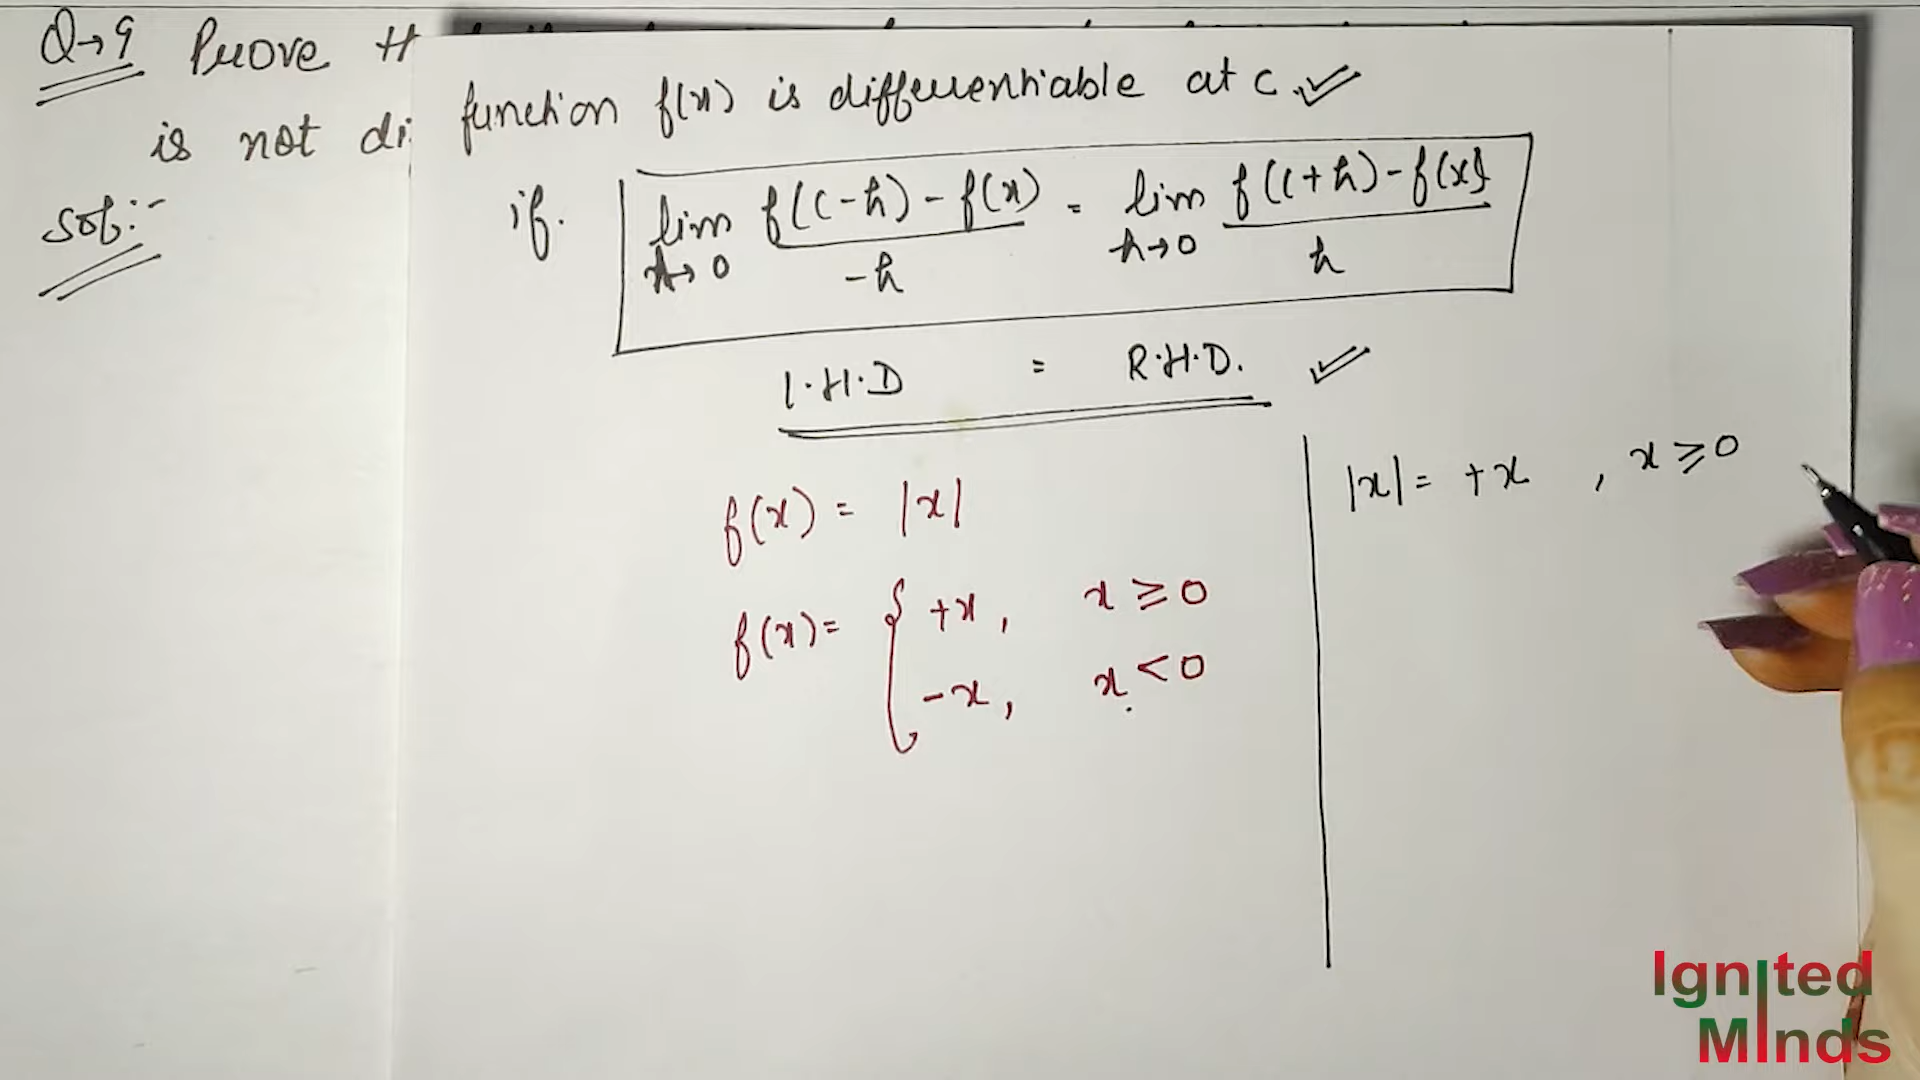 Q→9 Prove
is not di
Sol:-
function f(x) is differentiable at c
if. lim h→0 f(c-h) - f(x) / -h = lim h→0 f(c+h) - f(x) / h
L.H.D = R.H.D.
f(x) = |x|
f(x) = { +x, x ≥ 0
-x, x < 0
|x| = +x , x ≥ 0
Ignited
Minds